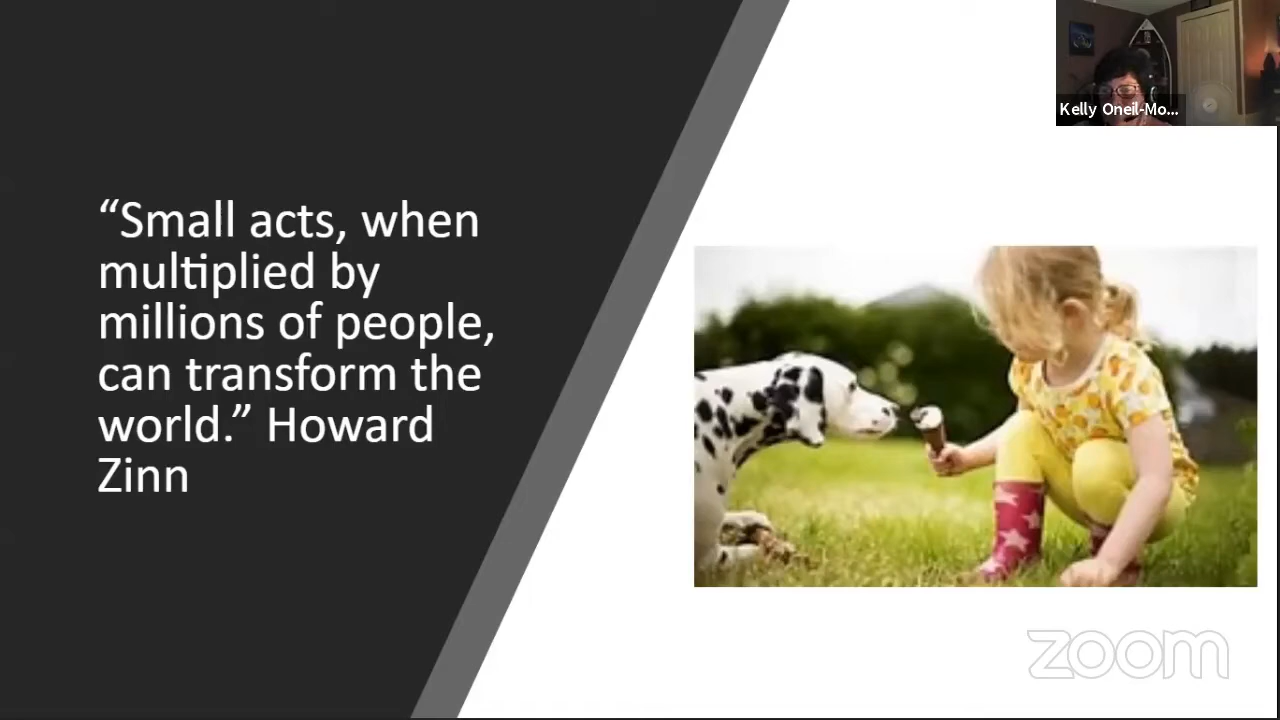 Kelly Oneil-Mo...
“Small acts, when
multiplied by
millions of people,
can transform the
world.” Howard
Zinn
zoom